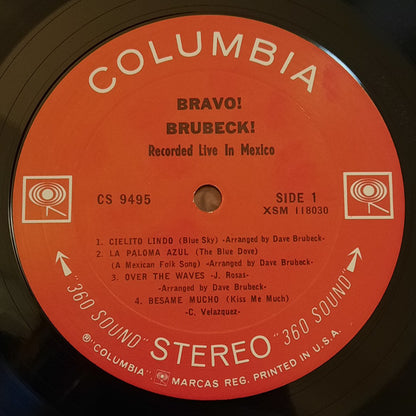 COLUMBIA
BRAVO!
BRUBECK!
Recorded Live In Mexico
CS 9495
SIDE 1
XSM 118030
1. CIELITO LINDO (Blue Sky) -Arranged by Dave Brubeck-
2. LA PALOMA AZUL (The Blue Dove)
(A Mexican Folk Song) -Arranged by Dave Brubeck-
3. OVER THE WAVES -J. Rosas-
-Arranged by Dave Brubeck-
4. BESAME MUCHO (Kiss Me Much)
-C. Velazquez-
"360 SOUND" STEREO "360 SOUND"
® "COLUMBIA", MARCAS REG. PRINTED IN U.S.A.